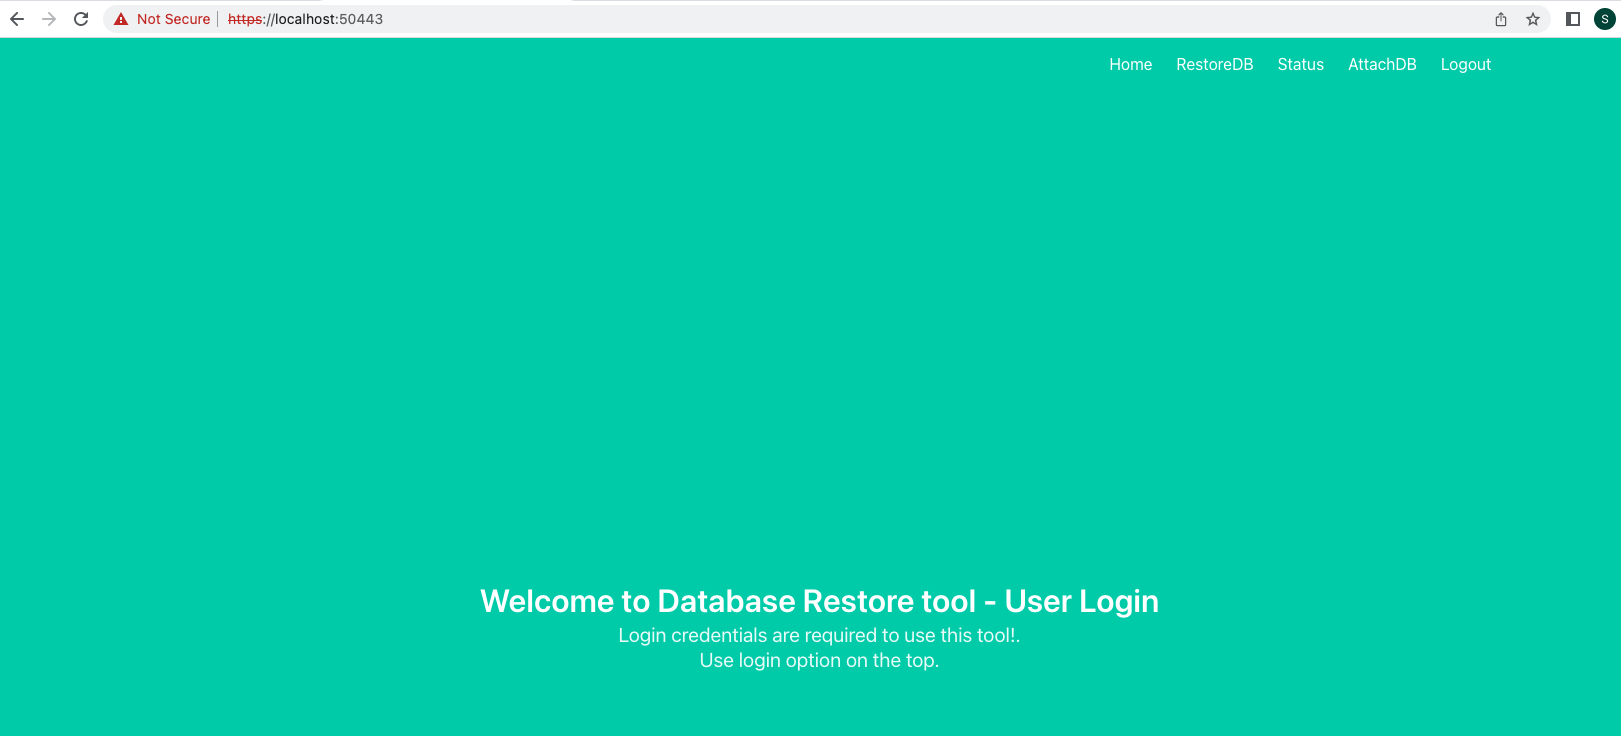 Not Secure https://localhost:50443 S
Home RestoreDB Status AttachDB Logout
Welcome to Database Restore tool - User Login
Login credentials are required to use this tool!.
Use login option on the top.